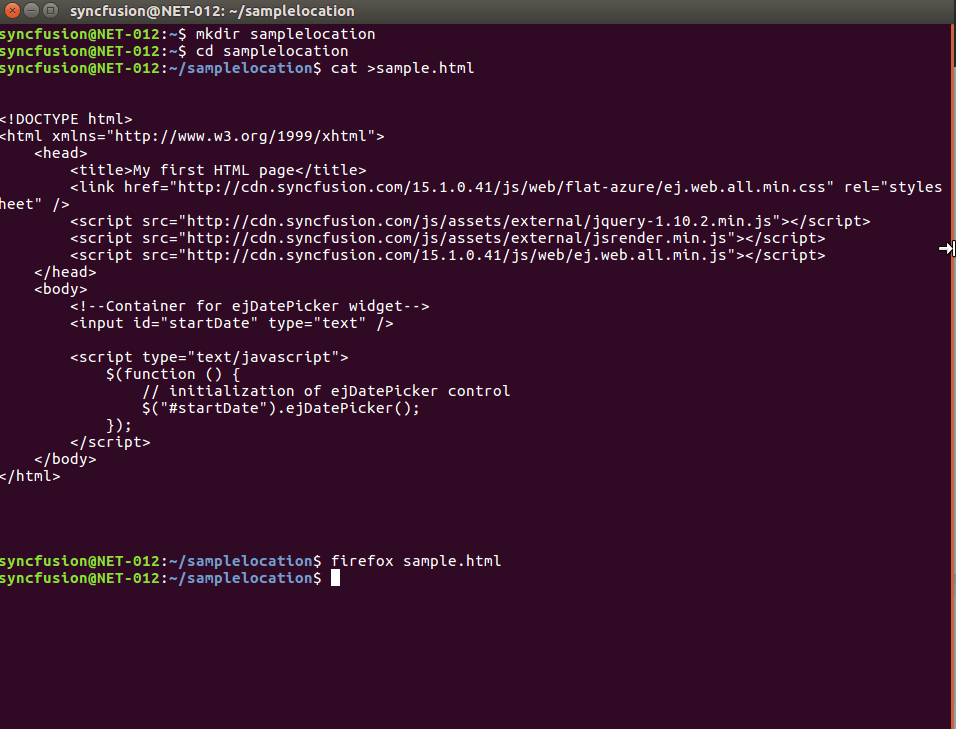 syncfusion@NET-012: ~/samplelocation
syncfusion@NET-012:~$ mkdir samplelocation
syncfusion@NET-012:~$ cd samplelocation
syncfusion@NET-012:~/samplelocation$ cat >sample.html
<!DOCTYPE html>
<html xmlns="http://www.w3.org/1999/xhtml">
    <head>
        <title>My first HTML page</title>
        <link href="http://cdn.syncfusion.com/15.1.0.41/js/web/flat-azure/ej.web.all.min.css" rel="styles
heet" />
        <script src="http://cdn.syncfusion.com/js/assets/external/jquery-1.10.2.min.js"></script>
        <script src="http://cdn.syncfusion.com/js/assets/external/jsrender.min.js"></script>
        <script src="http://cdn.syncfusion.com/15.1.0.41/js/web/ej.web.all.min.js"></script>
    </head>
    <body>
        <!--Container for ejDatePicker widget-->
        <input id="startDate" type="text" />
        <script type="text/javascript">
            $(function () {
                // initialization of ejDatePicker control
                $("#startDate").ejDatePicker();
            });
        </script>
    </body>
</html>
syncfusion@NET-012:~/samplelocation$ firefox sample.html
syncfusion@NET-012:~/samplelocation$